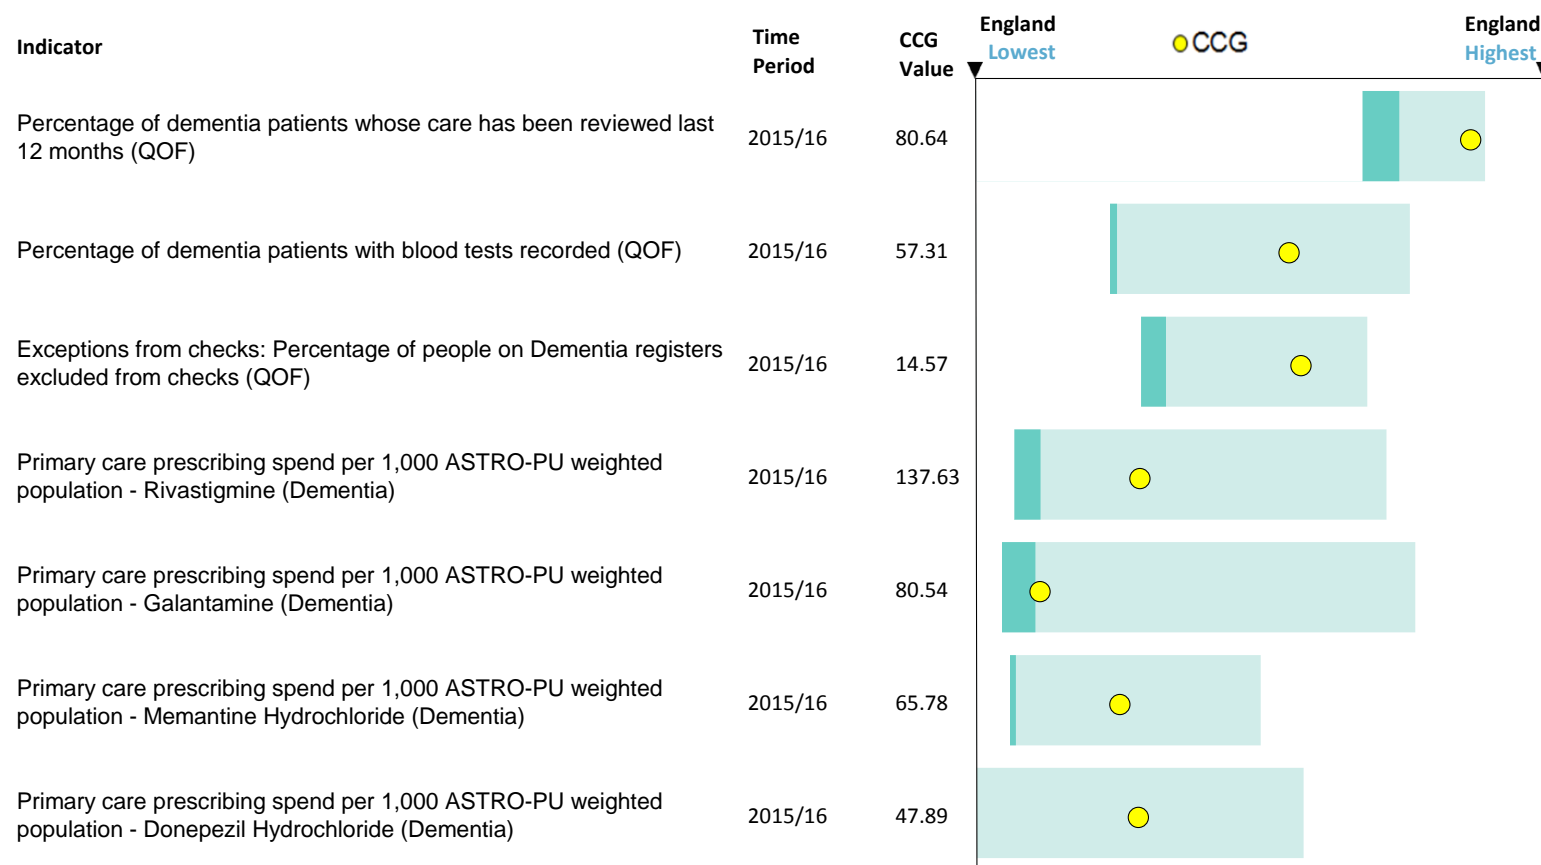 Indicator
Time
Period
CCG
Value
England
Lowest
CCG
England
Highest
Percentage of dementia patients whose care has been reviewed last
12 months (QOF)
2015/16
80.64
Percentage of dementia patients with blood tests recorded (QOF)
2015/16
57.31
Exceptions from checks: Percentage of people on Dementia registers
excluded from checks (QOF)
2015/16
14.57
Primary care prescribing spend per 1,000 ASTRO-PU weighted
population - Rivastigmine (Dementia)
2015/16
137.63
Primary care prescribing spend per 1,000 ASTRO-PU weighted
population - Galantamine (Dementia)
2015/16
80.54
Primary care prescribing spend per 1,000 ASTRO-PU weighted
population - Memantine Hydrochloride (Dementia)
2015/16
65.78
Primary care prescribing spend per 1,000 ASTRO-PU weighted
population - Donepezil Hydrochloride (Dementia)
2015/16
47.89